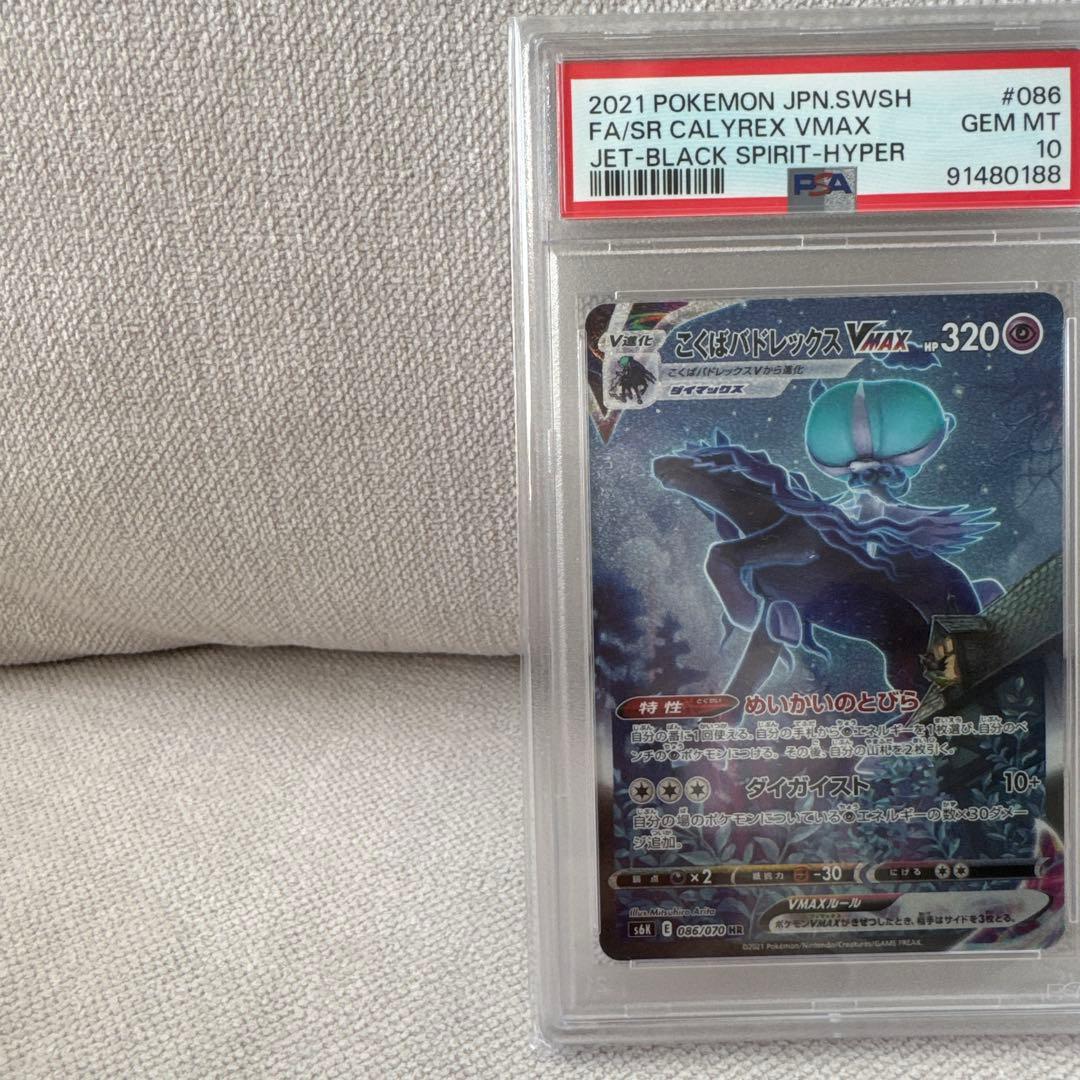 2021 POKEMON JPN.SWSH #086
FA/SR CALYREX VMAX GEM MT
JET-BLACK SPIRIT-HYPER 10
PSA 91480188
V進化 こくばバドレックスVMAX HP 320
こくばバドレックスVから進化
ダイマックス
特性 とくせい めいかいのとびら
自分の番に1回使える。自分の手札からエネルギーを1枚選び、自分のベ
ンチのポケモンにつける。その後、自分の山札を2枚引く。
ダイガイスト 10+
自分の場のポケモンについているエネルギーの数×30ダメー
ジ追加。
弱点 ×2 抵抗力 -30 にげる
VMAXルール
ポケモンVMAXがきぜつしたとき、相手はサイドを3枚とる。
Illus. Mitsuhiro Arita
s6K E 086/070 HR
©2021 Pokémon/Nintendo/Creatures/GAME FREAK.